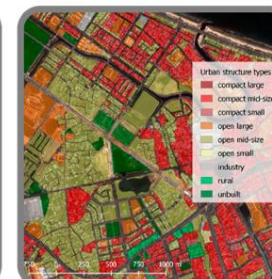 Urban structure types
compact large
compact mid-size
compact small
open large
open mid-size
open small
industry
rural
unbuilt
250 500 750 1000 m